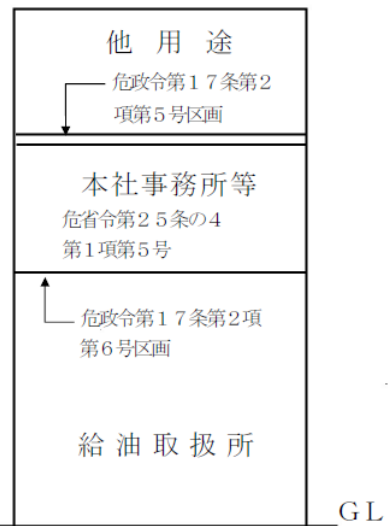 他用途
危政令第１７条第２
項第５号区画
本社事務所等
危省令第２５条の４
第１項第５号
危政令第１７条第２項
第６号区画
給油取扱所
ＧＬ